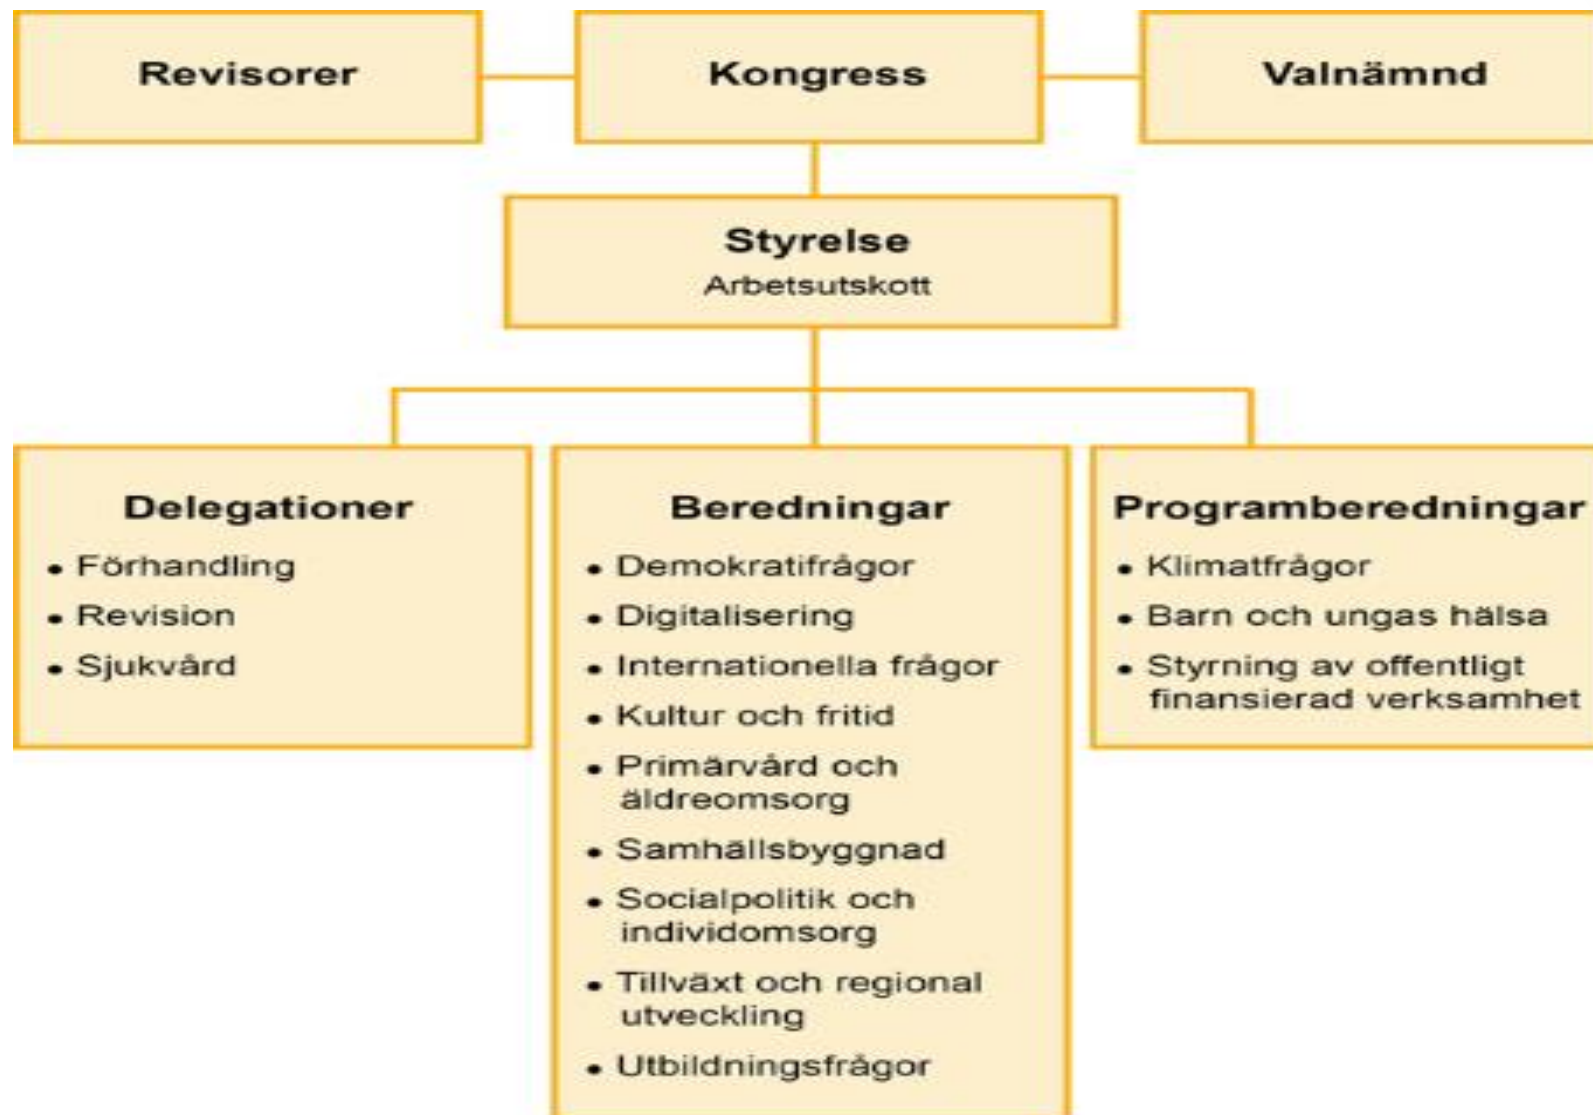 Revisorer
Kongress
Valnämnd
Styrelse
Arbetsutskott
Delegationer
• Förhandling
• Revision
• Sjukvård
Beredningar
• Demokratifrågor
• Digitalisering
• Internationella frågor
• Kultur och fritid
• Primärvård och
äldreomsorg
• Samhällsbyggnad
• Socialpolitik och
individomsorg
• Tillväxt och regional
utveckling
• Utbildningsfrågor
Programberedningar
• Klimatfrågor
• Barn och ungas hälsa
• Styrning av offentligt
finansierad verksamhet